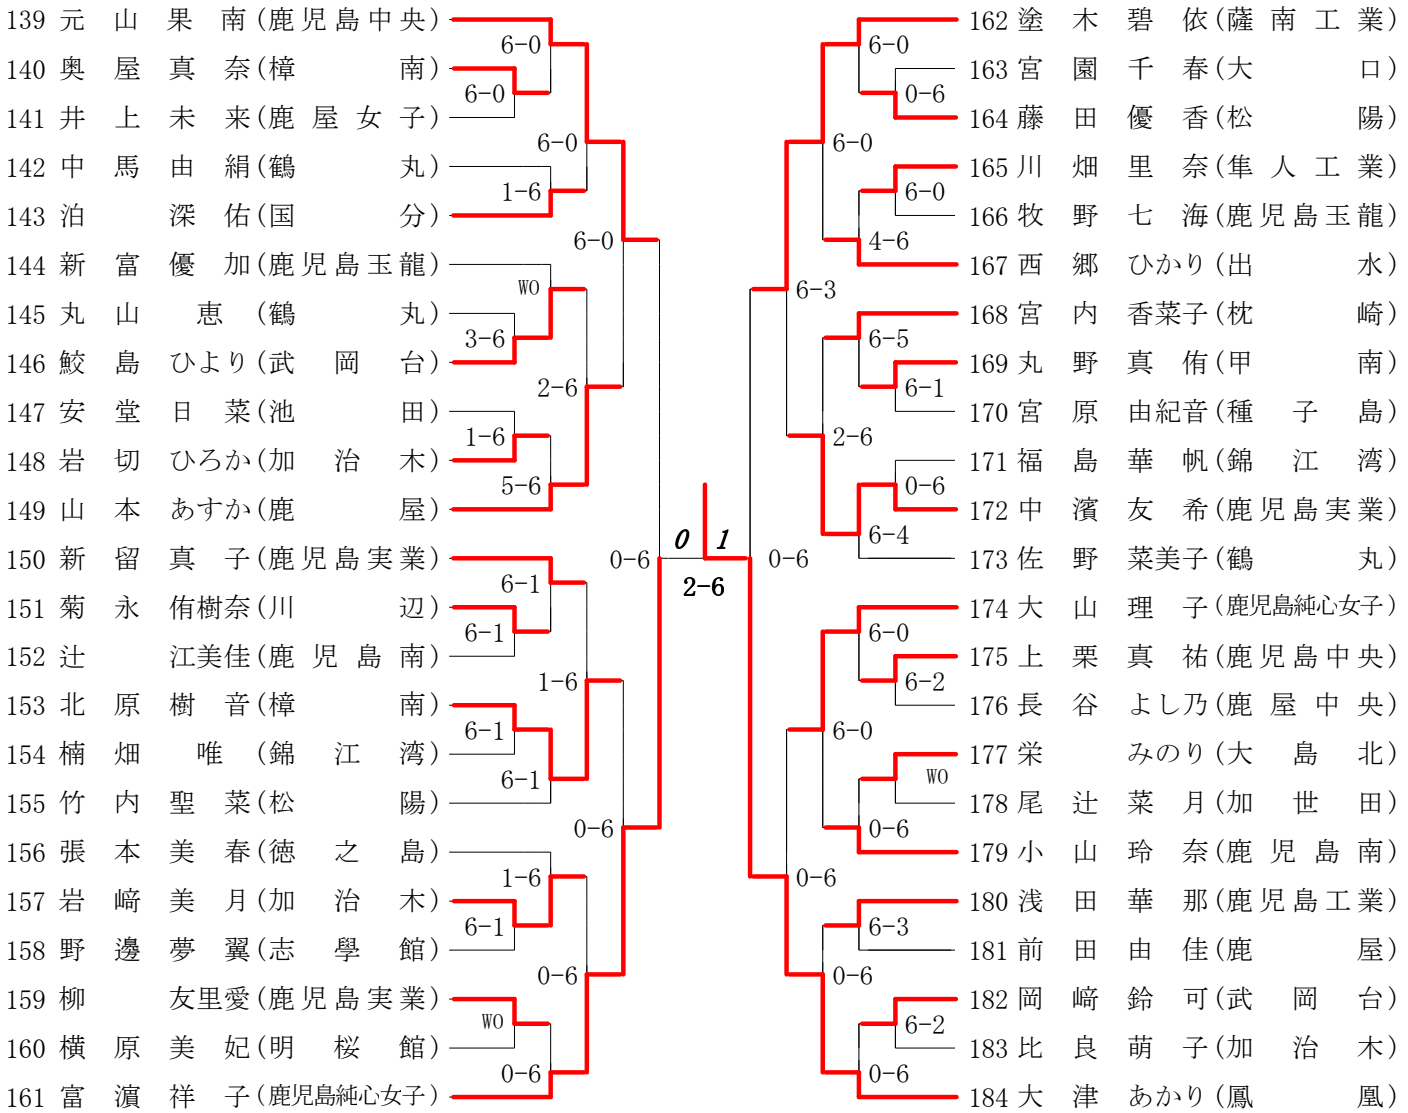 139 元山果南(鹿児島中央)
6-0
140 奥屋真奈(樟南)
6-0
141 井上未来(鹿屋女子)
6-0
142 中馬由絹(鶴丸)
1-6
143 泊深佑(国分)
6-0
144 新富優加(鹿児島玉龍)
WO
145 丸山恵(鶴丸)
3-6
146 鮫島ひより(武岡台)
2-6
147 安堂日菜(池田)
1-6
148 岩切ひろか(加治木)
5-6
149 山本あすか(鹿屋)
150 新留真子(鹿児島実業)
0-6
6-1
151 菊永侑樹奈(川辺)
6-1
152 辻江美佳(鹿児島南)
1-6
153 北原樹音(樟南)
6-1
154 楠畑唯(錦江湾)
6-1
155 竹内聖菜(松陽)
0-6
156 張本美春(徳之島)
1-6
157 岩﨑美月(加治木)
6-1
158 野邊夢翼(志學館)
0-6
159 柳友里愛(鹿児島実業)
WO
160 横原美妃(明桜館)
0-6
161 富濵祥子(鹿児島純心女子)
0 1
2-6
162 塗木碧依(薩南工業)
6-0
163 宮園千春(大口)
0-6
164 藤田優香(松陽)
6-0
165 川畑里奈(隼人工業)
6-0
166 牧野七海(鹿児島玉龍)
4-6
167 西郷ひかり(出水)
6-3
168 宮内香菜子(枕崎)
6-5
169 丸野真侑(甲南)
6-1
170 宮原由紀音(種子島)
2-6
171 福島華帆(錦江湾)
0-6
172 中濱友希(鹿児島実業)
6-4
173 佐野菜美子(鶴丸)
0-6
174 大山理子(鹿児島純心女子)
6-0
175 上栗真祐(鹿児島中央)
6-2
176 長谷よし乃(鹿屋中央)
6-0
177 栄みのり(大島北)
WO
178 尾辻菜月(加世田)
0-6
179 小山玲奈(鹿児島南)
0-6
180 浅田華那(鹿児島工業)
6-3
181 前田由佳(鹿屋)
0-6
182 岡﨑鈴可(武岡台)
6-2
183 比良萌子(加治木)
0-6
184 大津あかり(鳳凰)